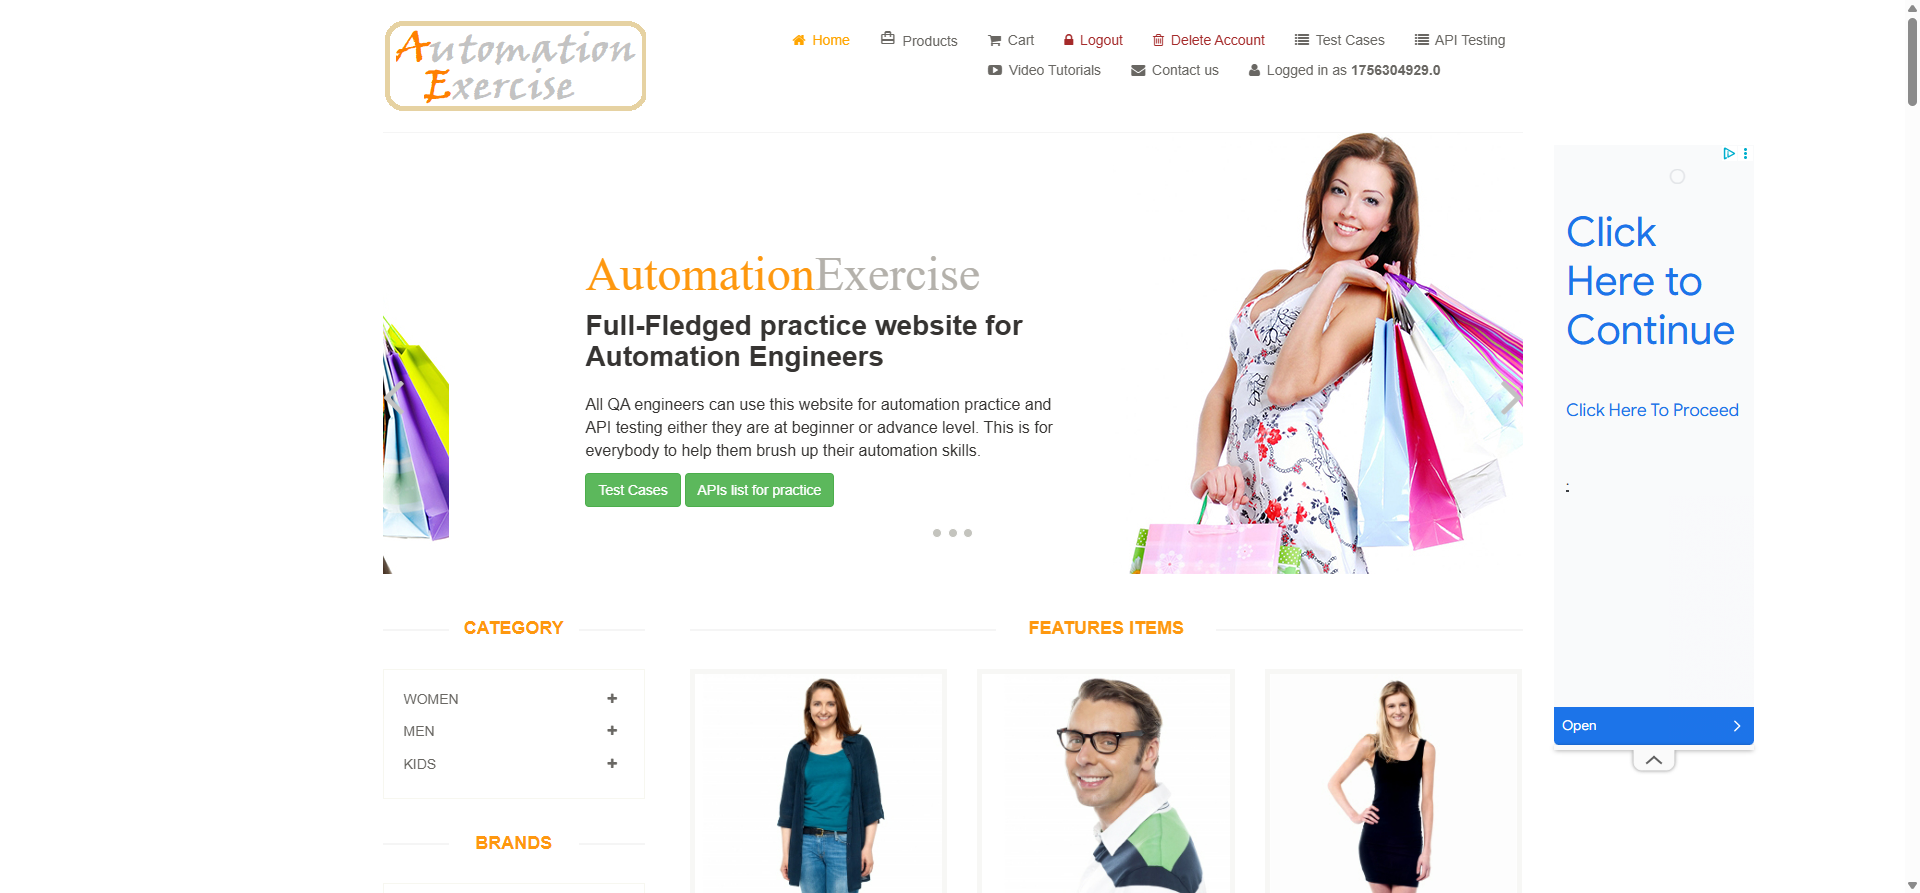 Automation
Exercise
Home Products Cart Logout Delete Account Test Cases API Testing
Video Tutorials Contact us Logged in as 1756304929.0
AutomationExercise
Full-Fledged practice website for
Automation Engineers
All QA engineers can use this website for automation practice and
API testing either they are at beginner or advance level. This is for
everybody to help them brush up their automation skills.
Test Cases APIs list for practice
Click
Here to
Continue
Click Here To Proceed
:
Open
CATEGORY
WOMEN
MEN
KIDS
BRANDS
FEATURES ITEMS